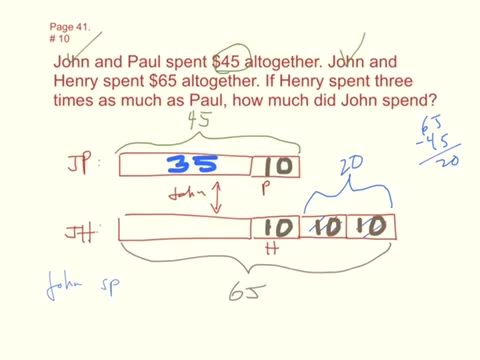 Page 41.
# 10
John and Paul spent $45 altogether. John and
Henry spent $65 altogether. If Henry spent three
times as much as Paul, how much did John spend?
45
65
-45
20
JP: 35 10
20
John P
JH: 10 10 10
H
65
John sp